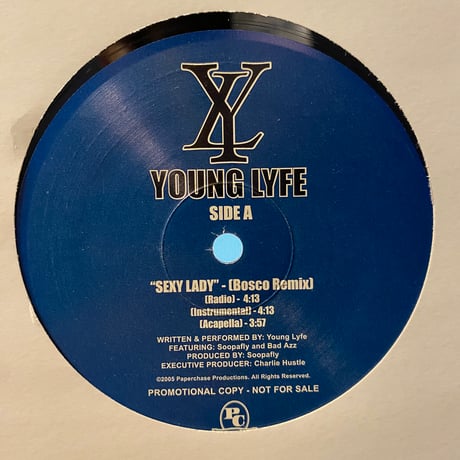 YL
YOUNG LYFE
SIDE A
"SEXY LADY" - (Bosco Remix)
(Radio) - 4:13
(Instrumental) - 4:13
(Acapella) - 3:57
WRITTEN & PERFORMED BY: Young Lyfe
FEATURING: Soopafly and Bad Azz
PRODUCED BY: Soopafly
EXECUTIVE PRODUCER: Charlie Hustle
©2005 Paperchase Productions. All Rights Reserved.
PROMOTIONAL COPY - NOT FOR SALE
PC